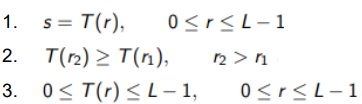 1. s = T(r), 0 ≤ r ≤ L – 1
2. T(r₂) ≥ T(r₁), r₂ > r₁
3. 0 ≤ T(r) ≤ L – 1, 0 ≤ r ≤ L – 1